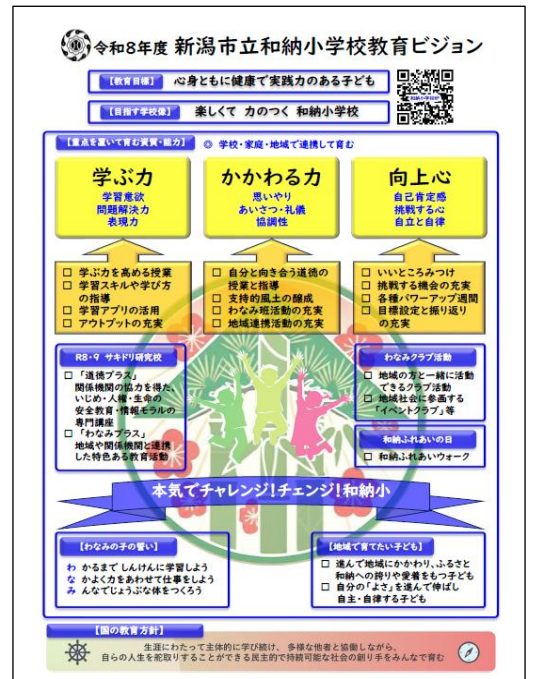 令和8年度 新潟市立和納小学校教育ビジョン
【教育目標】 心身ともに健康で実践力のある子ども
【目指す学校像】 楽しくて 力のつく 和納小学校
【重点を置いて育む資質・能力】 ◎ 学校・家庭・地域で連携して育む
学ぶ力
学習意欲
問題解決力
表現力
かかわる力
思いやり
あいさつ・礼儀
協調性
向上心
自己肯定感
挑戦する心
自立と自律
□ 学ぶ力を高める授業
□ 学習スキルや学び方
の指導
□ 学習アプリの活用
□ アウトプットの充実
□ 自分と向き合う道徳の
授業と指導
□ 支持的風土の醸成
□ わなみ班活動の充実
□ 地域連携活動の充実
□ いいところみつけ
□ 挑戦する機会の充実
□ 各種パワーアップ週間
□ 目標設定と振り返り
の充実
R8・9 サキドリ研究校
□ 「道徳プラス」
関係機関の協力を得た、
いじめ・人権・生命の
安全教育・情報モラルの
専門講座
□ 「わなみプラス」
地域や関係機関と連携
した特色ある教育活動
わなみクラブ活動
□ 地域の方と一緒に活動
できるクラブ活動
□ 地域社会に参画する
「イベントクラブ」等
和納ふれあいの日
□ 和納ふれあいウォーク
本気でチャレンジ!チェンジ!和納小
【わなみの子の誓い】
わ かるまで しんけんに学習しよう
な かよく力をあわせて仕事をしよう
み んなでじょうぶな体をつくろう
【地域で育てたい子ども】
□ 進んで地域にかかわり、ふるさと
和納への誇りや愛着をもつ子ども
□ 自分の「よさ」を進んで伸ばし
自主・自律する子ども
【国の教育方針】
生涯にわたって主体的に学び続け、多様な他者と協働しながら、
自らの人生を舵取りすることができる民主的で持続可能な社会の創り手をみんなで育む